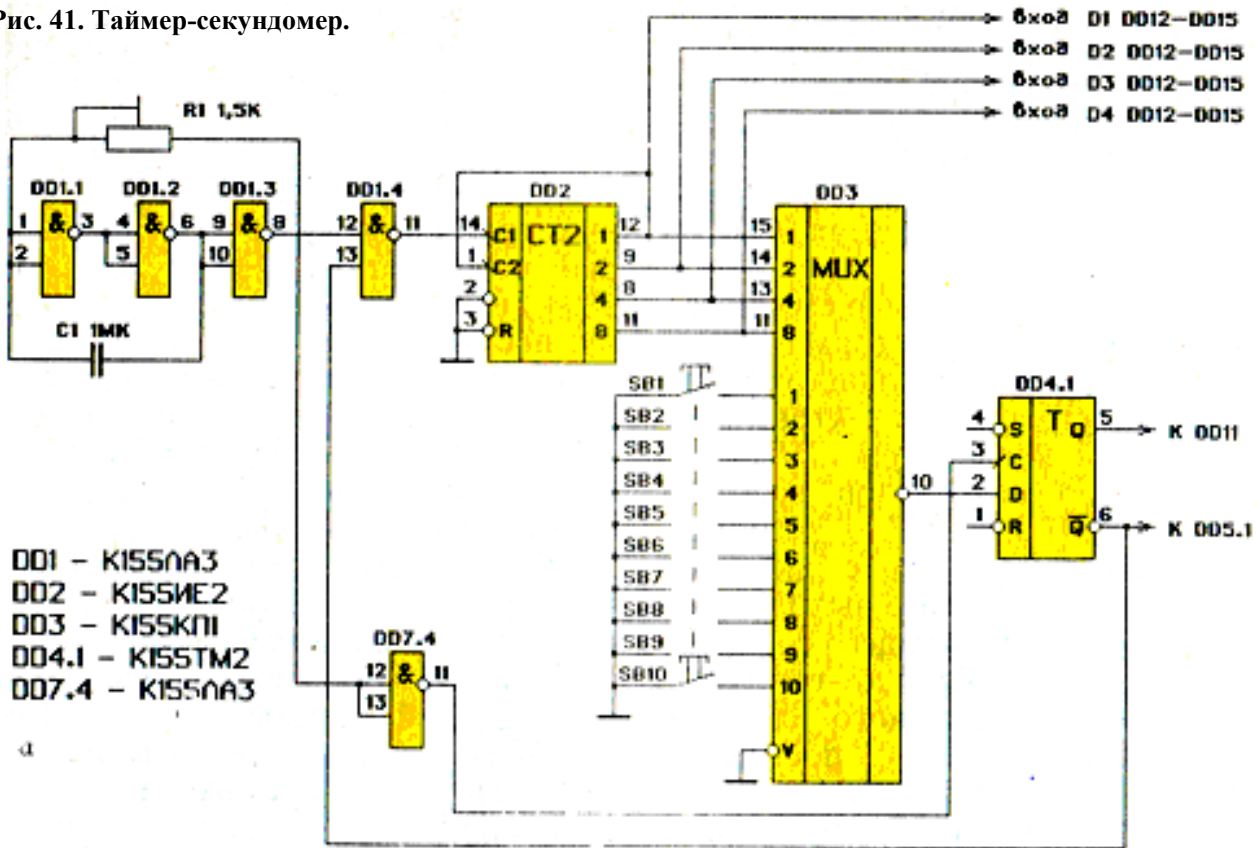 Рис. 41. Таймер-секундомер.
вход D1 DD12-DD15
вход D2 DD12-DD15
вход D3 DD12-DD15
вход D4 DD12-DD15
R1 1,5К
DD1.1
DD1.2
DD1.3
DD1.4
DD2
DD3
1
2
&
3
4
5
&
6
9
10
&
8
12
13
&
11
14
C1
1
C2
2
3
R
CT2
1
12
2
9
4
8
8
11
15
1
14
2
13
4
11
8
MUX
C1 1МК
SB1
1
SB2
2
SB3
3
SB4
4
SB5
5
SB6
6
SB7
7
SB8
8
SB9
9
SB10
10
V
10
DD4.1
4
S
3
C
2
D
1
R
T
Q
5
К DD11
Q
6
К DD5.1
DD1 – К155ЛА3
DD2 – К155ИЕ2
DD3 – К155КП1
DD4.1 – К155ТМ2
DD7.4 – К155ЛА3
DD7.4
12
13
&
11
а